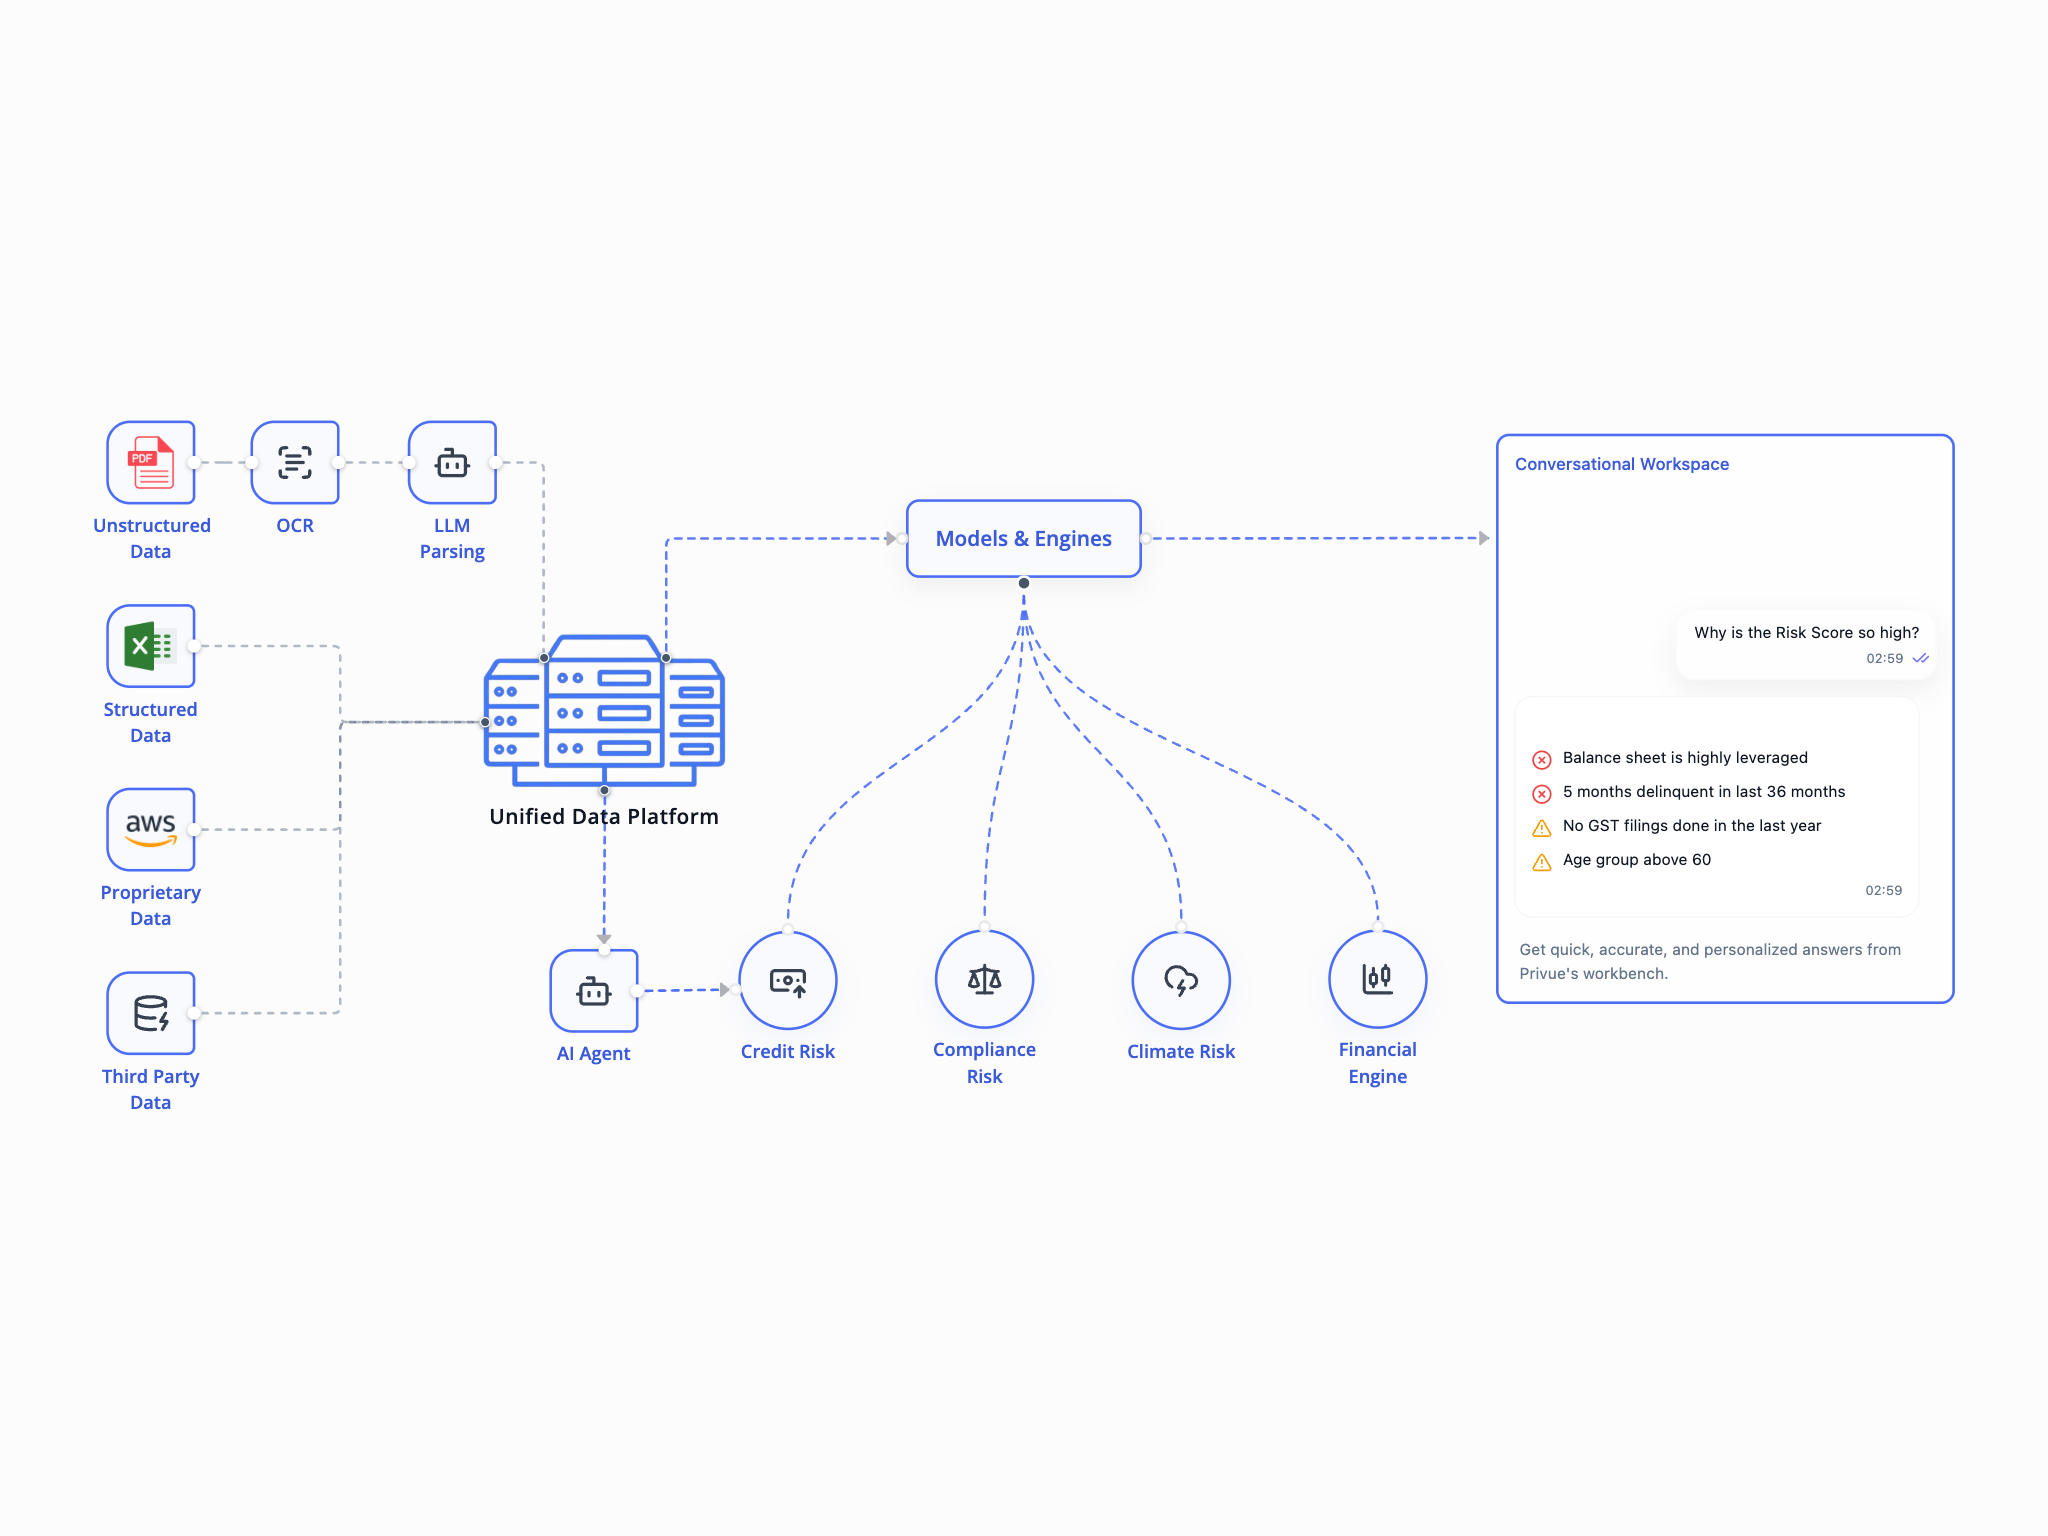 PDF
Unstructured
Data
OCR
LLM
Parsing
X
Structured
Data
aws
Proprietary
Data
Third Party
Data
Unified Data Platform
AI Agent
Models & Engines
Credit Risk
Compliance
Risk
Climate Risk
Financial
Engine
Conversational Workspace
Why is the Risk Score so high?
02:59
Balance sheet is highly leveraged
5 months delinquent in last 36 months
No GST filings done in the last year
Age group above 60
02:59
Get quick, accurate, and personalized answers from
Privue's workbench.